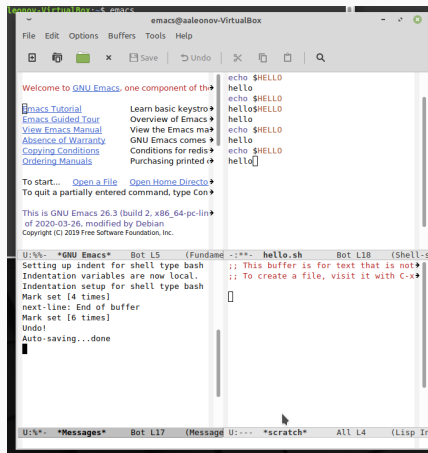 leonov-VirtualBox:~$ emacs
emacs@aaleonov-VirtualBox
File Edit Options Buffers Tools Help
Save Undo
Welcome to GNU Emacs, one component of the
Emacs Tutorial Learn basic keystro
Emacs Guided Tour Overview of Emacs
View Emacs Manual View the Emacs ma
Absence of Warranty GNU Emacs comes
Copying Conditions Conditions for redis
Ordering Manuals Purchasing printed c
To start... Open a File Open Home Directo
To quit a partially entered command, type Con
This is GNU Emacs 26.3 (build 2, x86_64-pc-lin
of 2020-03-26, modified by Debian
Copyright (C) 2019 Free Software Foundation, Inc.
U:%%- *GNU Emacs* Bot L5 (Fundame
echo $HELLO
hello
echo $HELLO
hello$HELLO
echo $HELLO
hello
echo $HELLO
hello
-:**- hello.sh Bot L18 (Shell-s
Setting up indent for shell type bash
Indentation variables are now local.
Indentation setup for shell type bash
Mark set [4 times]
next-line: End of buffer
Mark set [6 times]
Undo!
Auto-saving...done
U:%*- *Messages* Bot L17 (Message
;; This buffer is for text that is not
;; To create a file, visit it with C-x
U:--- *scratch* All L4 (Lisp In